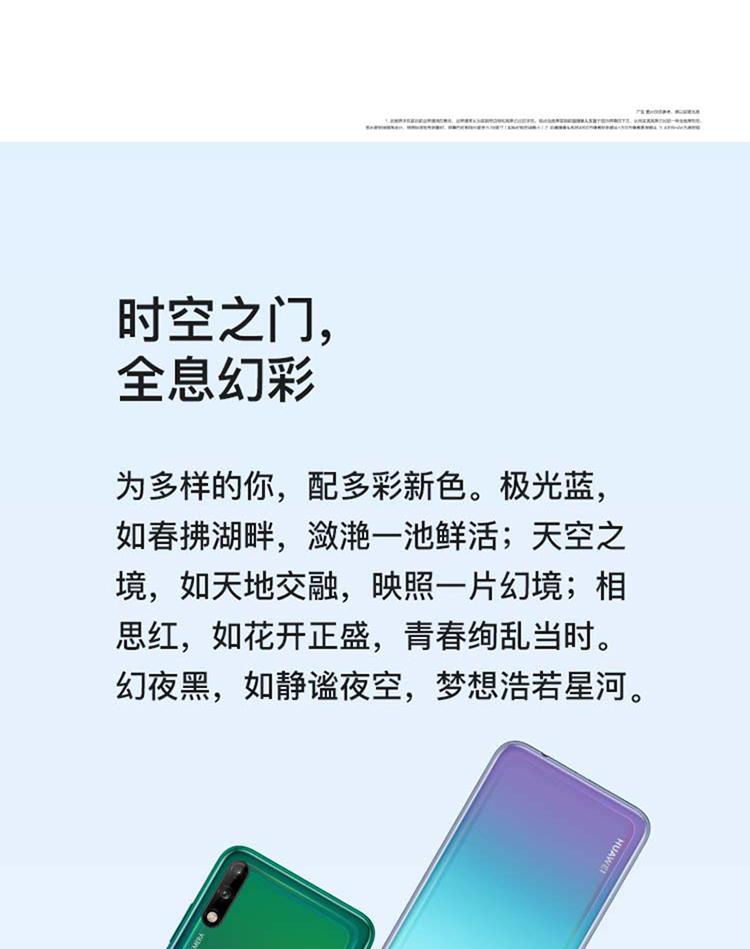 时空之门,
全息幻彩
为多样的你，配多彩新色。极光蓝，
如春拂湖畔，潋滟一池鲜活；天空之
境，如天地交融，映照一片幻境；相
思红，如花开正盛，青春绚乱当时。
幻夜黑，如静谧夜空，梦想浩若星河。
HUAWEI